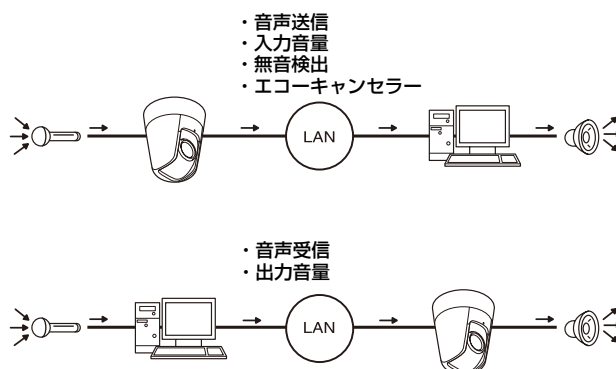 ・音声送信
・入力音量
・無音検出
・エコーキャンセラー
LAN
・音声受信
・出力音量
LAN